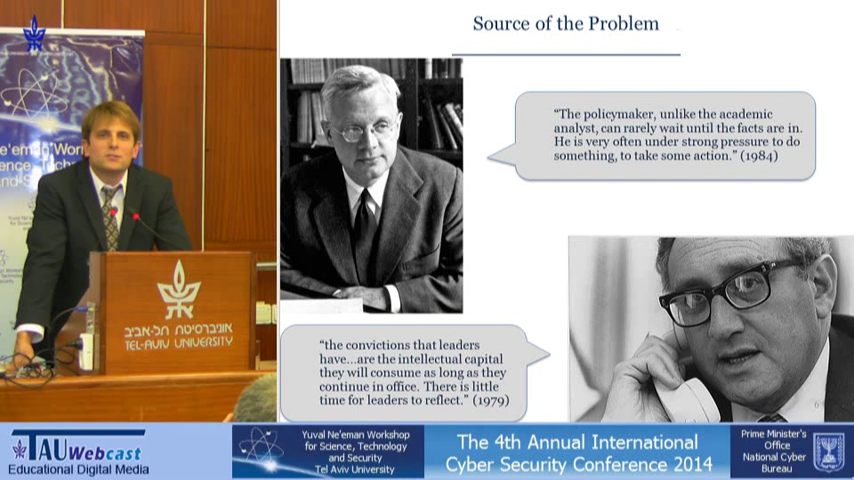 Source of the Problem
"The policymaker, unlike the academic
analyst, can rarely wait until the facts are in.
He is very often under strong pressure to do
something, to take some action." (1984)
"the convictions that leaders
have...are the intellectual capital
they will consume as long as they
continue in office. There is little
time for leaders to reflect." (1979)
אוניברסיטת תל-אביב
TEL-AVIV UNIVERSITY
TAU Webcast
Educational Digital Media
Yuval Ne'eman Workshop
for Science, Technology
and Security
Tel Aviv University
The 4th Annual International
Cyber Security Conference 2014
Prime Minister's
Office
National Cyber
Bureau